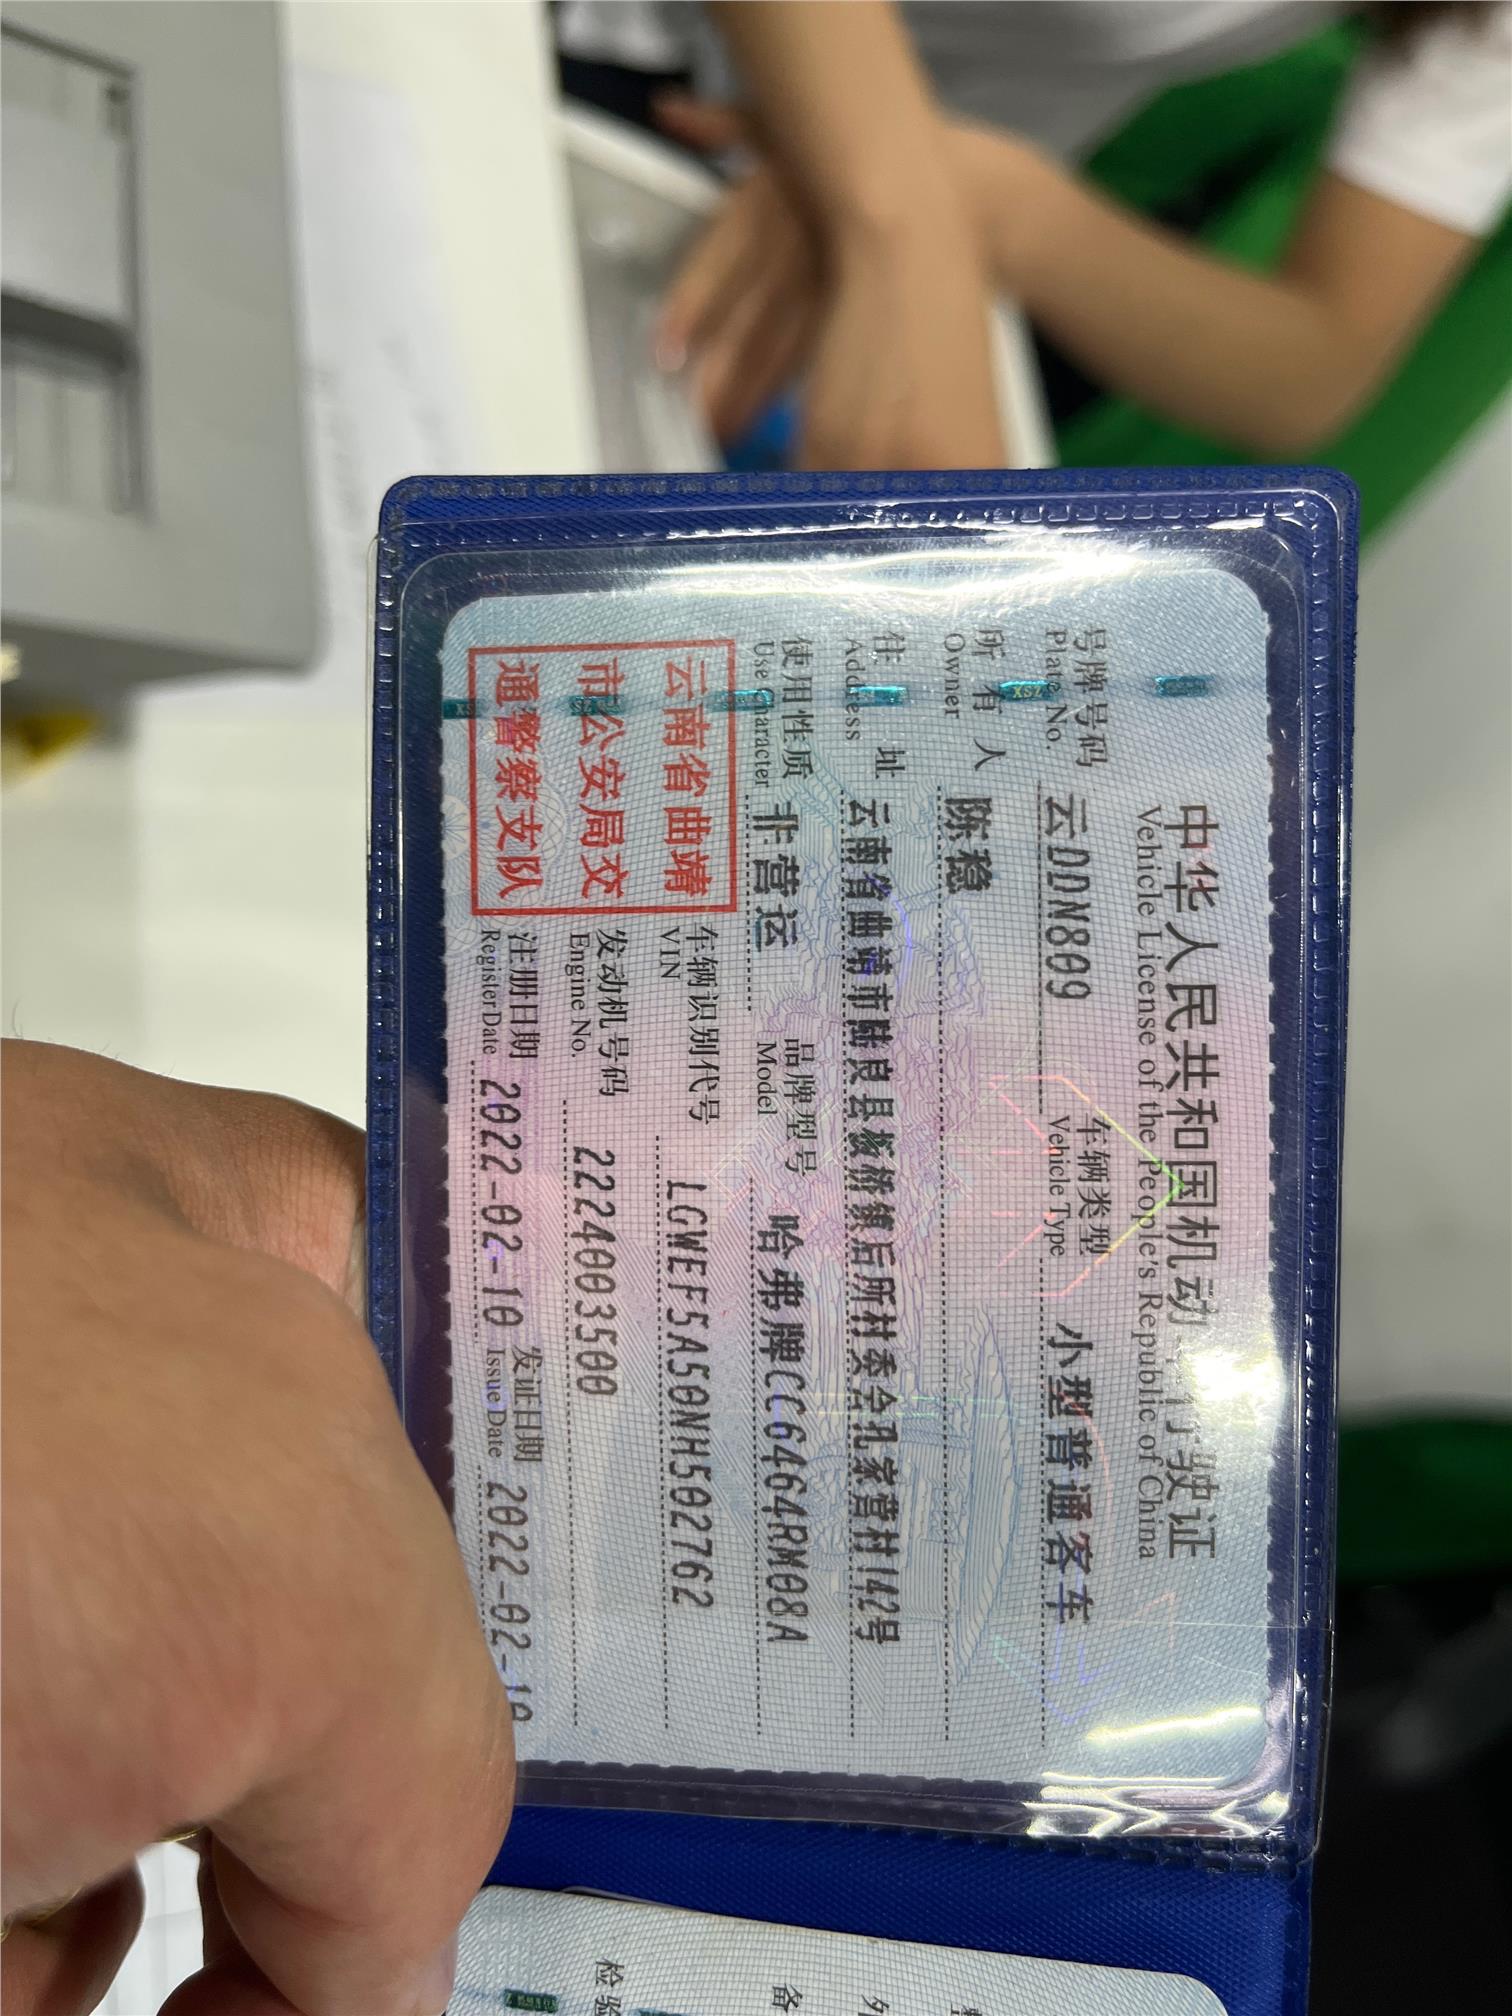 中华人民共和国机动车行驶证
Vehicle License of the People's Republic of China
号牌号码 云DDN809 车辆类型 小型普通客车
Plate No. Vehicle Type
所有人 陈稳
Owner
住址 云南省曲靖市陆良县板桥镇后所村委会孔家营村142号
Address
使用性质 非营运 品牌型号 哈弗牌CC6464RM08A
Use Character Model
云南省曲靖
市公安局交
通警察支队
车辆识别代号 LGWEF5A50NH502762
VIN
发动机号码 2224003500
Engine No.
注册日期 2022-02-10 发证日期 2022-02-10
Register Date Issue Date
XSZ
备
检验